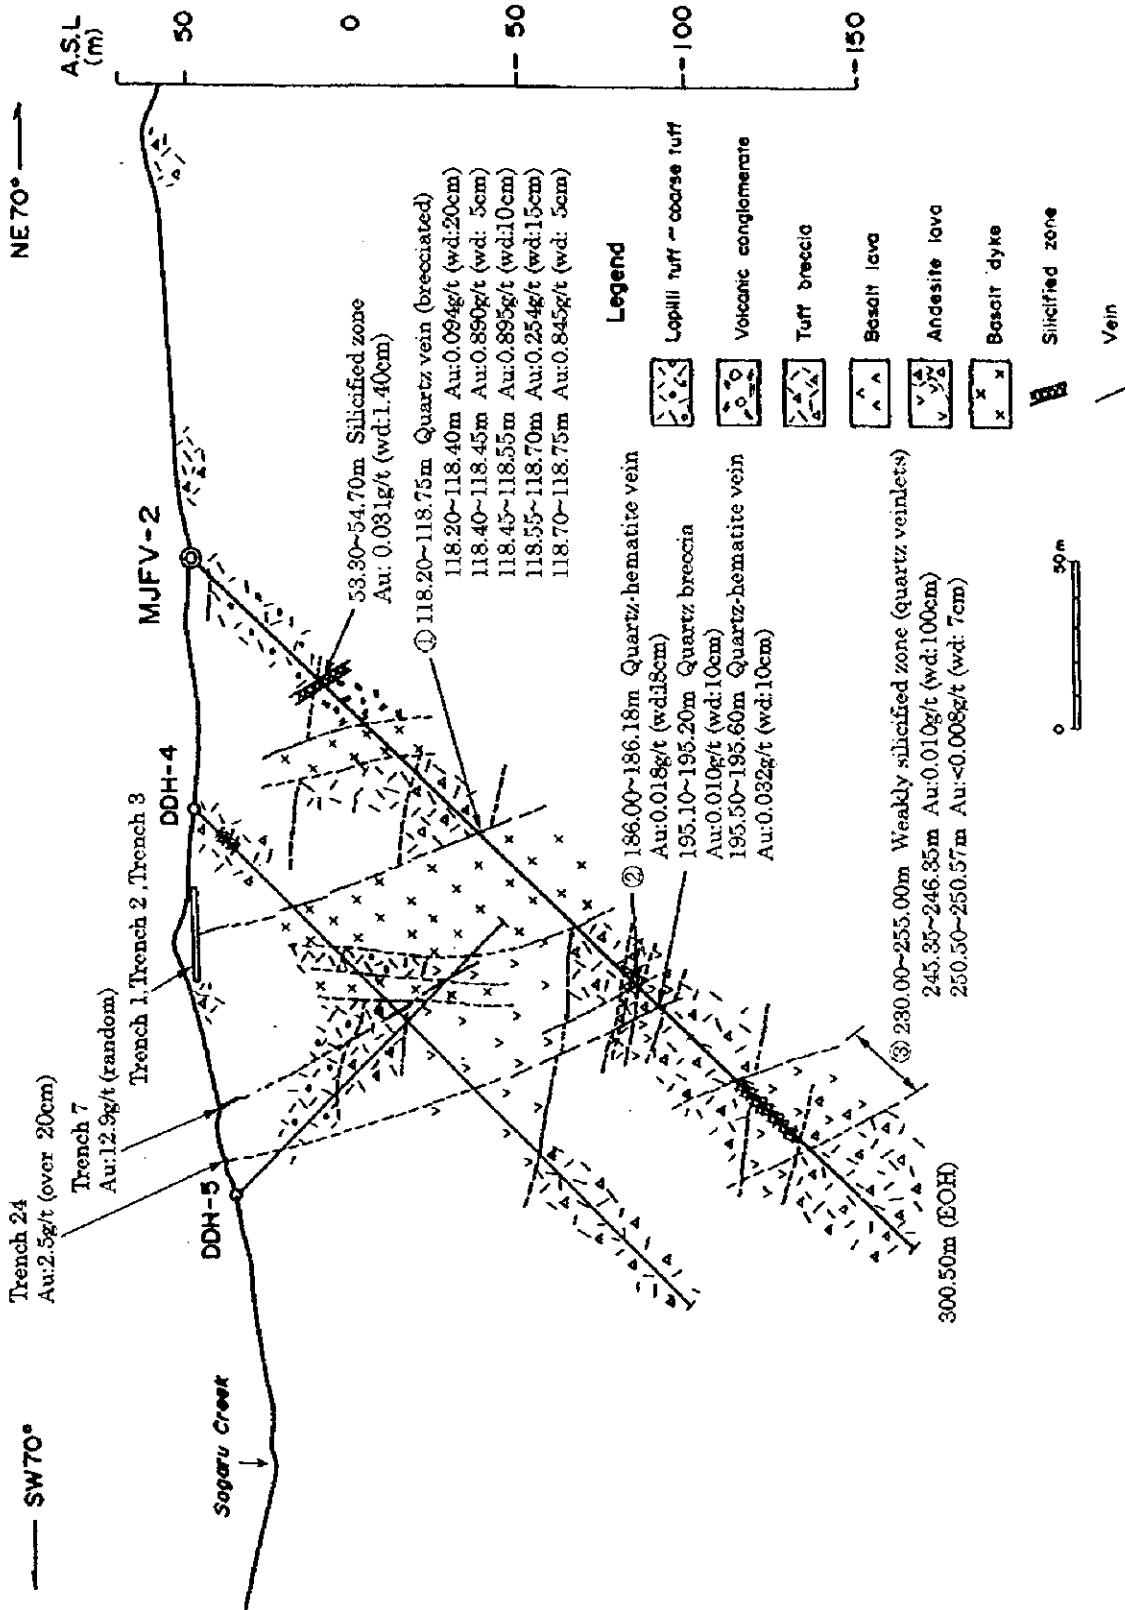 SW70°
NE70°
A.S.L
(m)
50
0
-50
-100
-150
Trench 24
Au:2.5g/t (over 20cm)
Trench 7
Au:12.9g/t (random)
Trench 1, Trench 2, Trench 3
Sogaru Creek
DDH-5
DDH-4
MJFV-2
53.30~54.70m Silicified zone
Au: 0.031g/t (wd:1.40cm)
① 118.20~118.75m Quartz vein (brecciated)
118.20~118.40m Au:0.094g/t (wd:20cm)
118.40~118.45m Au:0.890g/t (wd: 5cm)
118.45~118.55m Au:0.895g/t (wd:10cm)
118.55~118.70m Au:0.254g/t (wd:15cm)
118.70~118.75m Au:0.845g/t (wd: 5cm)
② 186.00~186.18m Quartz-hematite vein
Au:0.018g/t (wd:18cm)
195.10~195.20m Quartz breccia
Au:0.010g/t (wd:10cm)
195.50~195.60m Quartz-hematite vein
Au:0.032g/t (wd:10cm)
③ 230.00~255.00m Weakly silicified zone (quartz veinlets)
245.35~246.35m Au:0.010g/t (wd:100cm)
250.50~250.57m Au:<0.008g/t (wd: 7cm)
300.50m (EOH)
Legend
Lapilli tuff ~ coarse tuff
Volcanic conglomerate
Tuff breccia
Basalt lava
Andesite lava
Basalt dyke
Silicified zone
Vein
0
50m